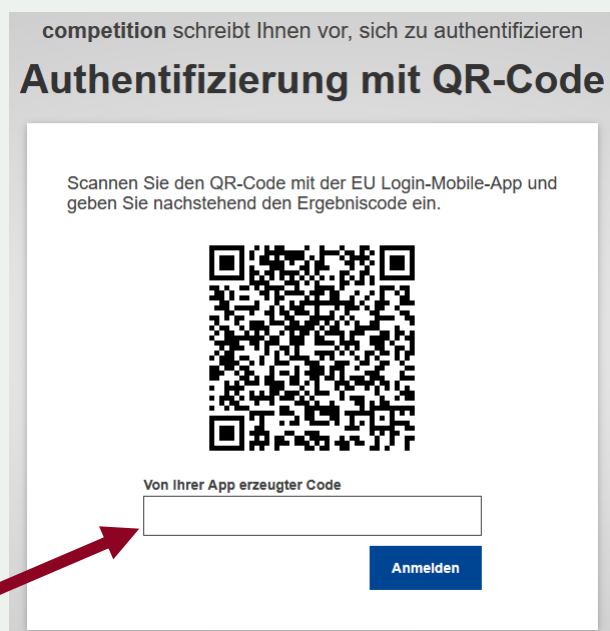 competition schreibt Ihnen vor, sich zu authentifizieren
Authentifizierung mit QR-Code
Scannen Sie den QR-Code mit der EU Login-Mobile-App und
geben Sie nachstehend den Ergebniscode ein.
Von Ihrer App erzeugter Code
Anmelden